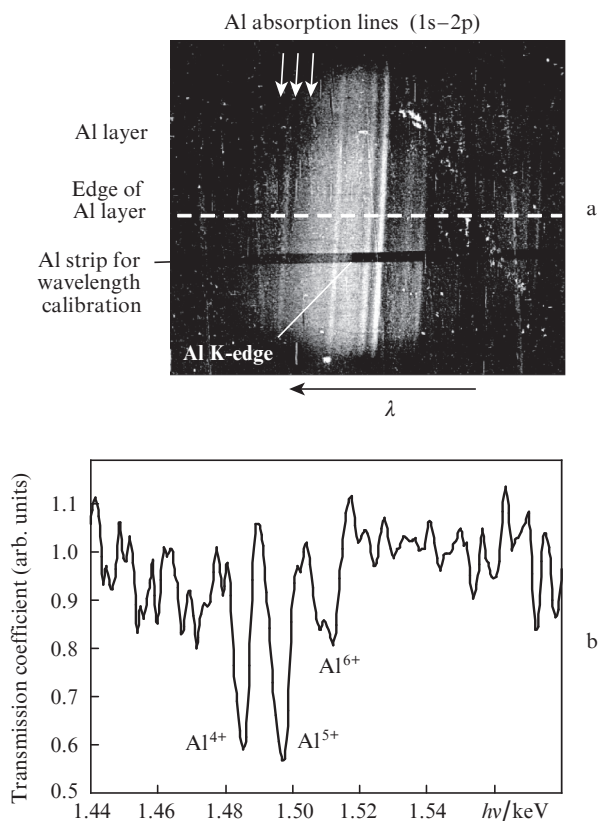 Al absorption lines (1s–2p)
Al layer
Edge of
Al layer
a
Al strip for
wavelength
calibration
Al K-edge
λ
Transmission coefficient (arb. units)
1.1
1.0
0.9
0.8
0.7
0.6
0.5
Al⁶⁺
Al⁴⁺
Al⁵⁺
b
1.44
1.46
1.48
1.50
1.52
1.54
hν/keV